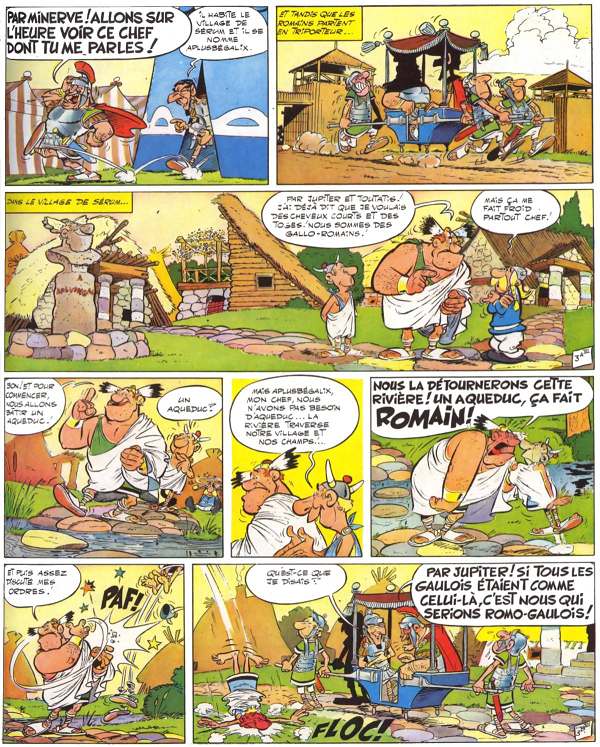 PAR MINERVE! ALLONS SUR
L'HEURE VOIR CE CHEF
DONT TU ME PARLES!
IL HABITE LE
VILLAGE DE
SÉRUM ET IL SE
NOMME
APLUSBÉGALIX.
ET TANDIS QUE LES
ROMAINS PARTENT
EN TRIPORTEUR...
DANS LE VILLAGE DE SÉRUM...
PAR JUPITER ET TOUTATIS!
J'AI DÉJÀ DIT QUE JE VOULAIS
DES CHEVEUX COURTS ET DES
TOGES! NOUS SOMMES DES
GALLO-ROMAINS!
MAIS ÇA ME
FAIT FROID
PARTOUT CHEF!
BON! ET POUR
COMMENCER,
NOUS ALLONS
BÂTIR UN
AQUEDUC!
UN
AQUEDUC?
MAIS APLUSBÉGALIX,
MON CHEF, NOUS
N'AVONS PAS BESOIN
D'AQUEDUC... LA
RIVIÈRE TRAVERSE
NOTRE VILLAGE ET
NOS CHAMPS...
NOUS LA DÉTOURNERONS CETTE
RIVIÈRE! UN AQUEDUC, ÇA FAIT
ROMAIN!
ET PUIS ASSEZ
DISCUTÉ MES
ORDRES!
PAF!
QU'EST-CE QUE
JE DISAIS?
PAR JUPITER! SI TOUS LES
GAULOIS ÉTAIENT COMME
CELUI-LÀ, C'EST NOUS QUI
SERIONS ROMO-GAULOIS!
FLOC!